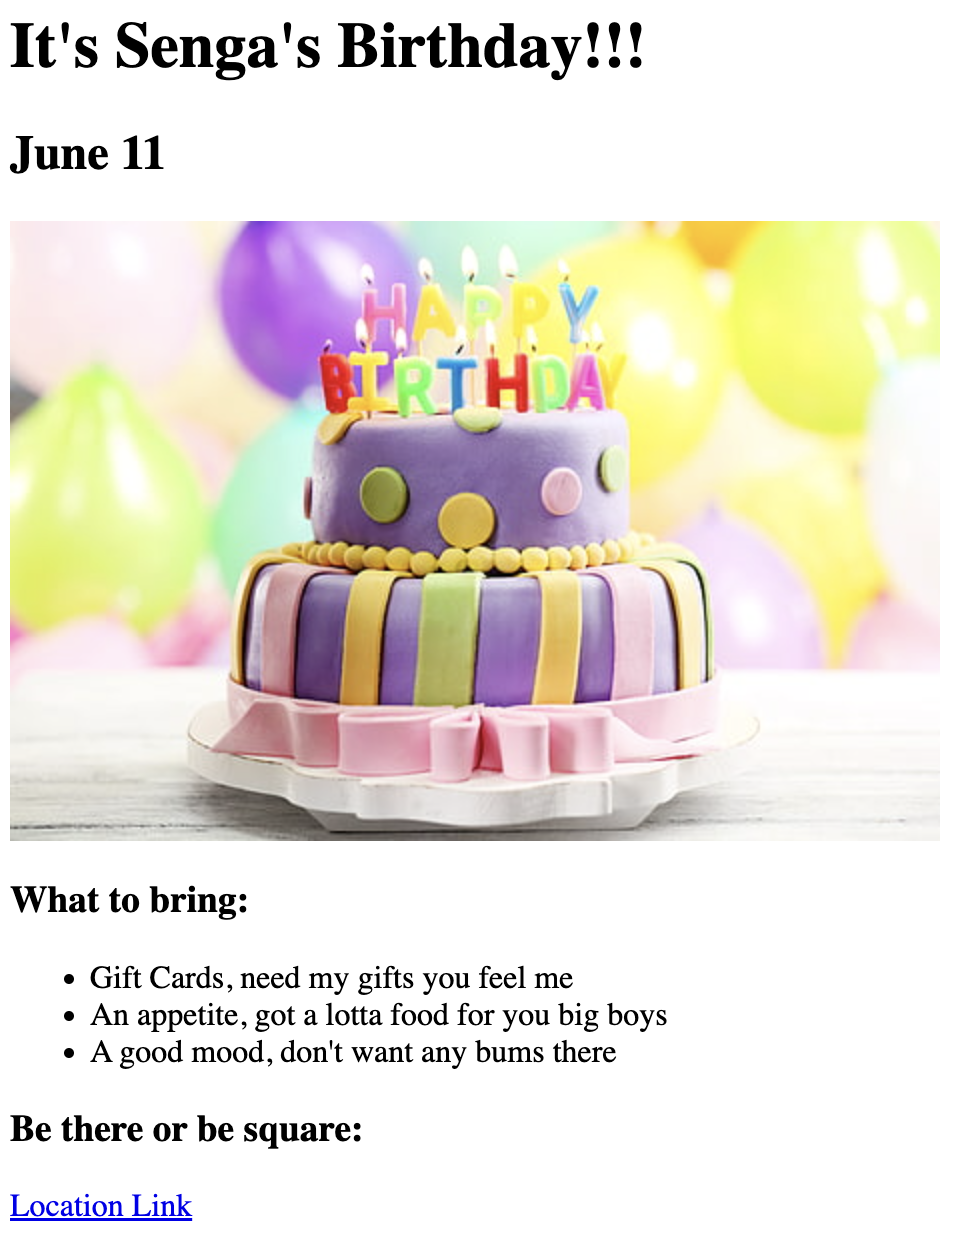 It's Senga's Birthday!!!
June 11
HAPPY
BIRTHDAY
What to bring:
Gift Cards, need my gifts you feel me
An appetite, got a lotta food for you big boys
A good mood, don't want any bums there
Be there or be square:
Location Link